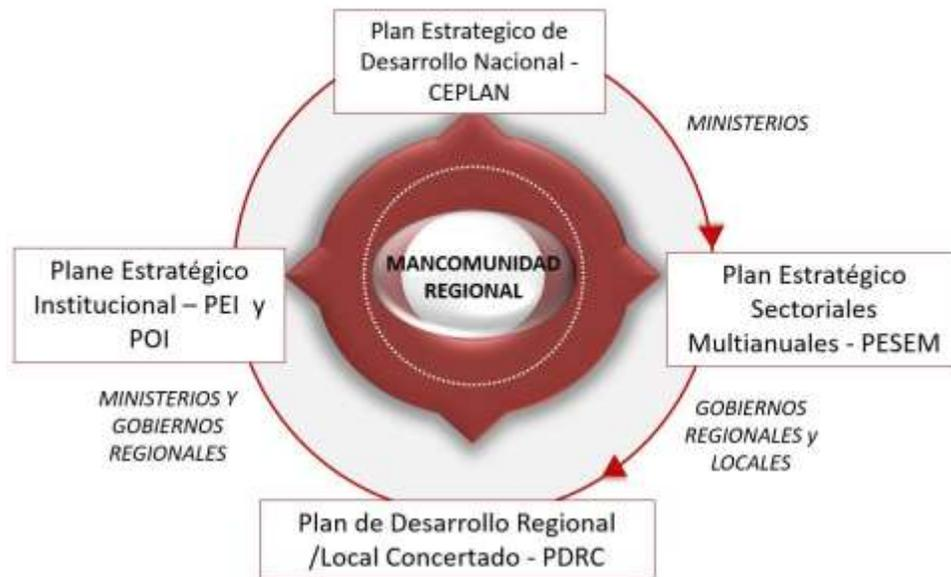 Plan Estrategico de
Desarrollo Nacional -
CEPLAN
MINISTERIOS
Plane Estratégico
Institucional – PEI y
POI
MANCOMUNIDAD
REGIONAL
Plan Estratégico
Sectoriales
Multianuales - PESEM
MINISTERIOS Y
GOBIERNOS
REGIONALES
GOBIERNOS
REGIONALES y
LOCALES
Plan de Desarrollo Regional
/Local Concertado - PDRC